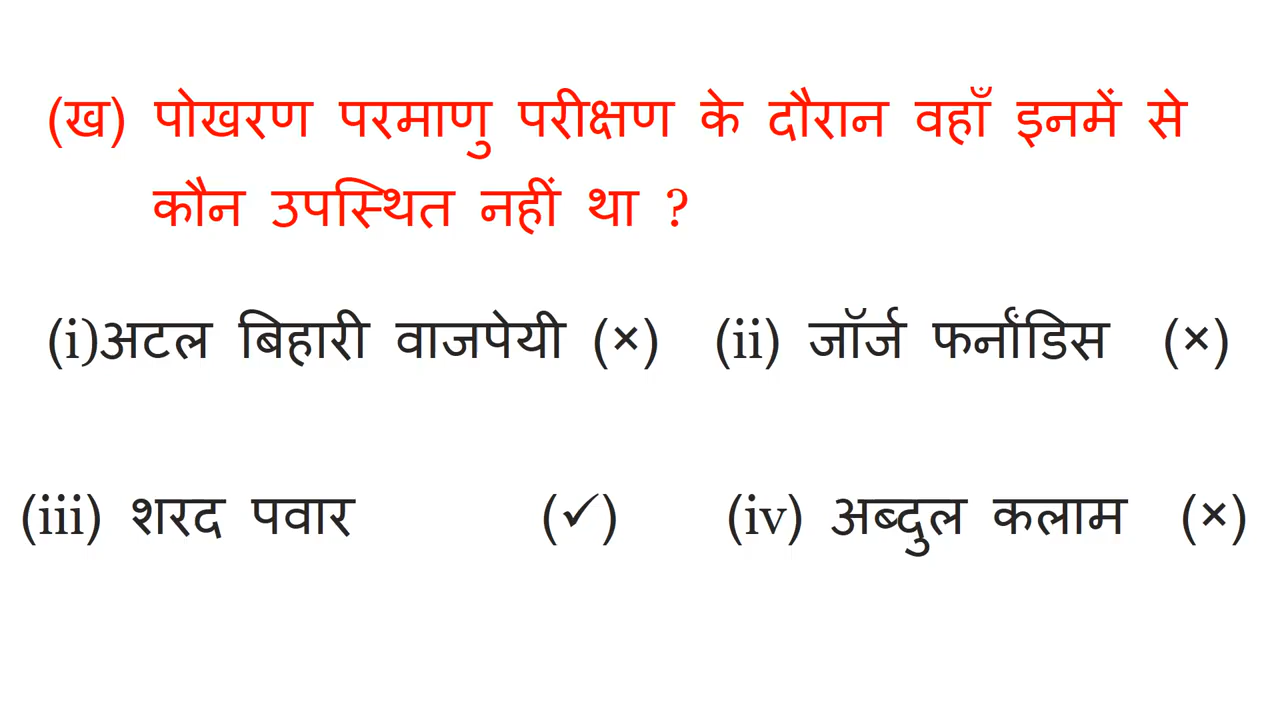 (ख) पोखरण परमाणु परीक्षण के दौरान वहाँ इनमें से
कौन उपस्थित नहीं था ?
(i)अटल बिहारी वाजपेयी (×) (ii) जॉर्ज फर्नांडिस (×)
(iii) शरद पवार (✓) (iv) अब्दुल कलाम (×)